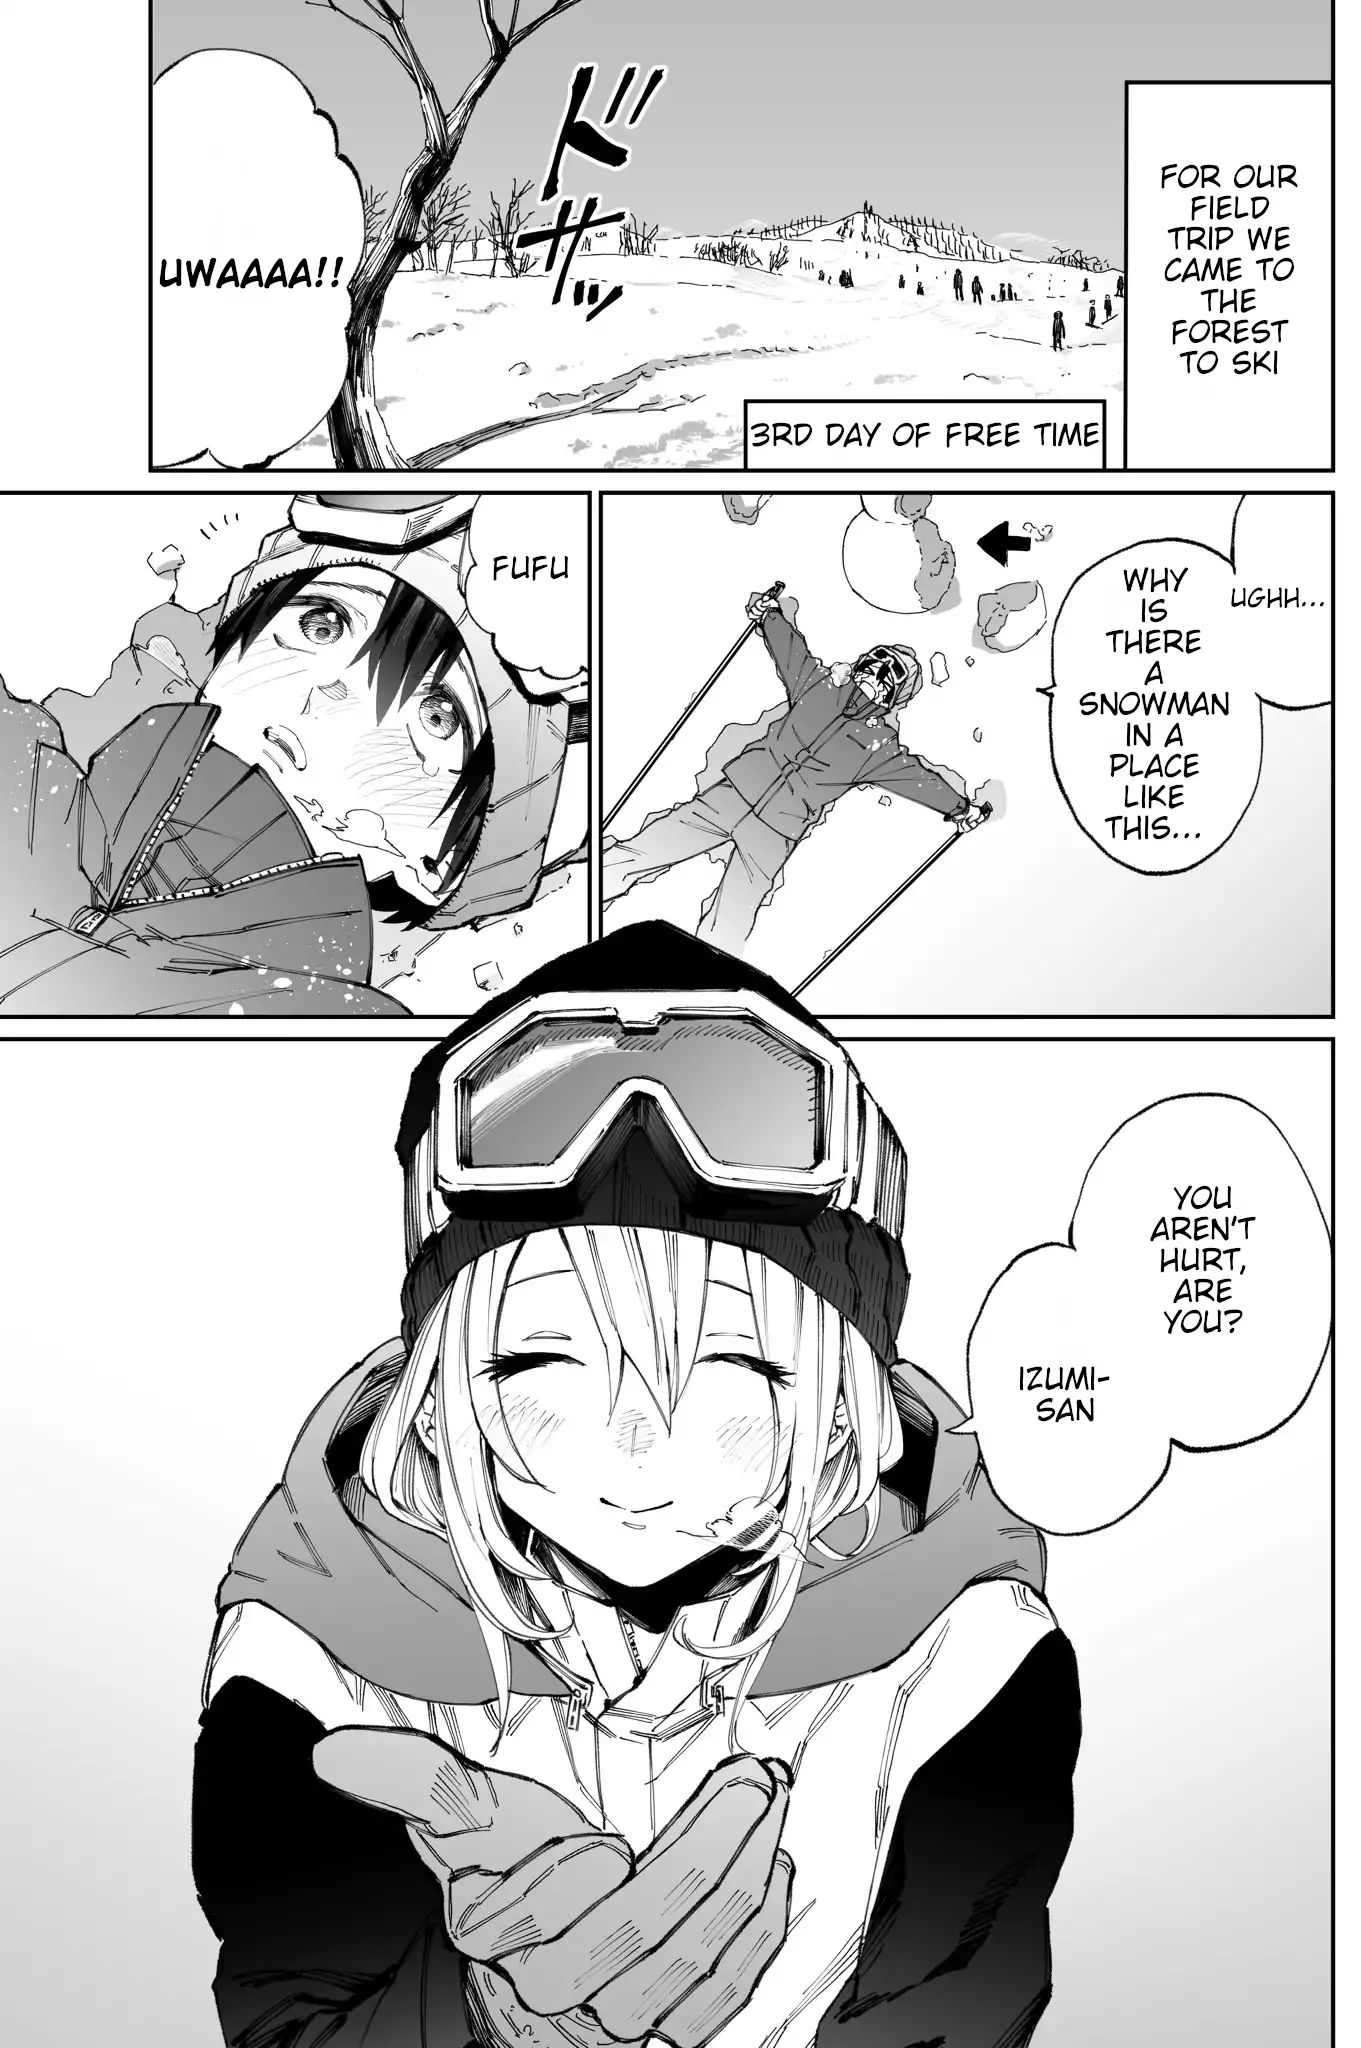 FOR OUR
FIELD
TRIP WE
CAME TO
THE
FOREST
TO SKI
ドサッ
UWAAAA!!
3RD DAY OF FREE TIME
UGHH...
WHY
IS
THERE
A
SNOWMAN
IN A
PLACE
LIKE
THIS...
FUFU
YOU
AREN'T
HURT,
ARE
YOU?
IZUMI-
SAN